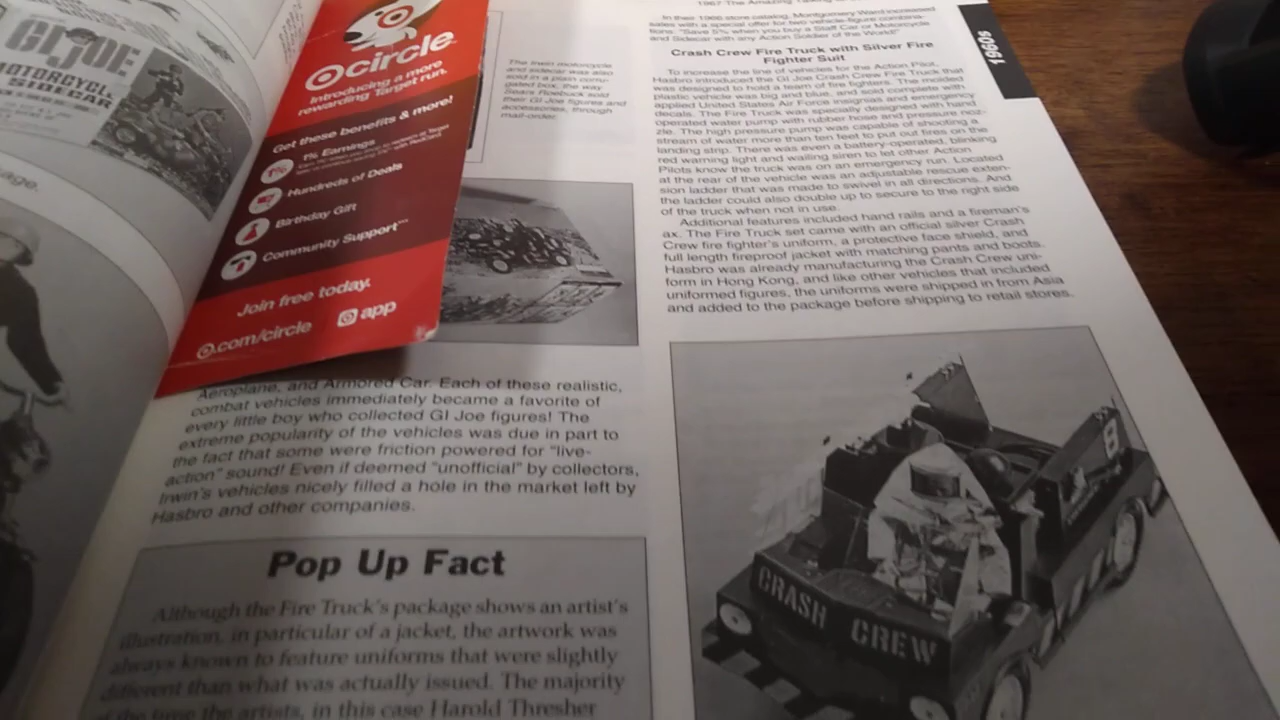 GI JOE
MOTORCYCLE
SIDECAR
circle
Introducing a more
rewarding Target run.
Get these benefits & more!
1% Earnings
Hundreds of Deals
Birthday Gift
Community Support
Join free today.
.com/circle
app
The Irwin motorcycle
and sidecar was also
sold in a plain corru-
gated box, the way
Sears Roebuck sold
their GI Joe figures and
accessories, through
mail-order.
Aeroplane, and Armored Car. Each of these realistic,
combat vehicles immediately became a favorite of
every little boy who collected GI Joe figures! The
extreme popularity of the vehicles was due in part to
the fact that some were friction powered for "live-
action" sound! Even if deemed "unofficial" by collectors,
Irwin's vehicles nicely filled a hole in the market left by
Hasbro and other companies.
Pop Up Fact
Although the Fire Truck's package shows an artist's
illustration, in particular of a jacket, the artwork was
always known to feature uniforms that were slightly
different than what was actually issued. The majority
the time the artists, in this case Harold Thresher
In their 1966 store catalog, Montgomery Ward increased
sales with a special offer for two vehicle-figure combina-
tions: "Save 5% when you buy a Staff Car or Motorcycle
and Sidecar with any Action Soldier of the World!"
Crash Crew Fire Truck with Silver Fire
Fighter Suit
To increase the line of vehicles for the Action Pilot,
Hasbro introduced the GI Joe Crash Crew Fire Truck that
was designed to hold a team of fire fighters. The molded
plastic vehicle was big and blue, and sold complete with
applied United States Air Force insignias and emergency
decals. The Fire Truck was specially designed with hand
operated water pump with rubber hose and pressure noz-
zle. The high pressure pump was capable of shooting a
stream of water more than ten feet to put out fires on the
landing strip. There was even a battery-operated, blinking
red warning light and wailing siren to let other Action
Pilots know the truck was on an emergency run. Located
at the rear of the vehicle was an adjustable rescue exten-
sion ladder that was made to swivel in all directions. And
the ladder could also double up to secure to the right side
of the truck when not in use.
Additional features included hand rails and a fireman's
ax. The Fire Truck set came with an official silver Crash
Crew fire fighter's uniform, a protective face shield, and
full length fireproof jacket with matching pants and boots.
Hasbro was already manufacturing the Crash Crew uni-
form in Hong Kong, and like other vehicles that included
uniformed figures, the uniforms were shipped in from Asia
and added to the package before shipping to retail stores.
CRASH CREW
8
1960s